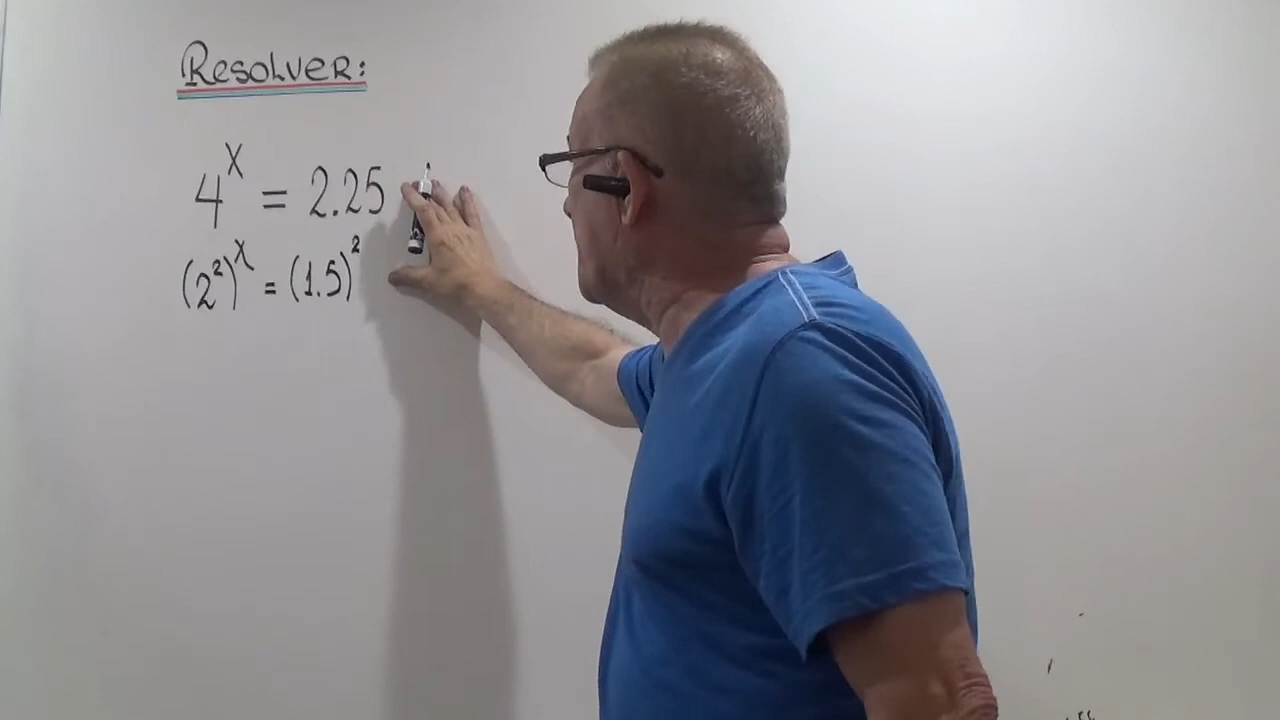 Resolver:
4^x = 2.25
(2^2)^x = (1.5)^2